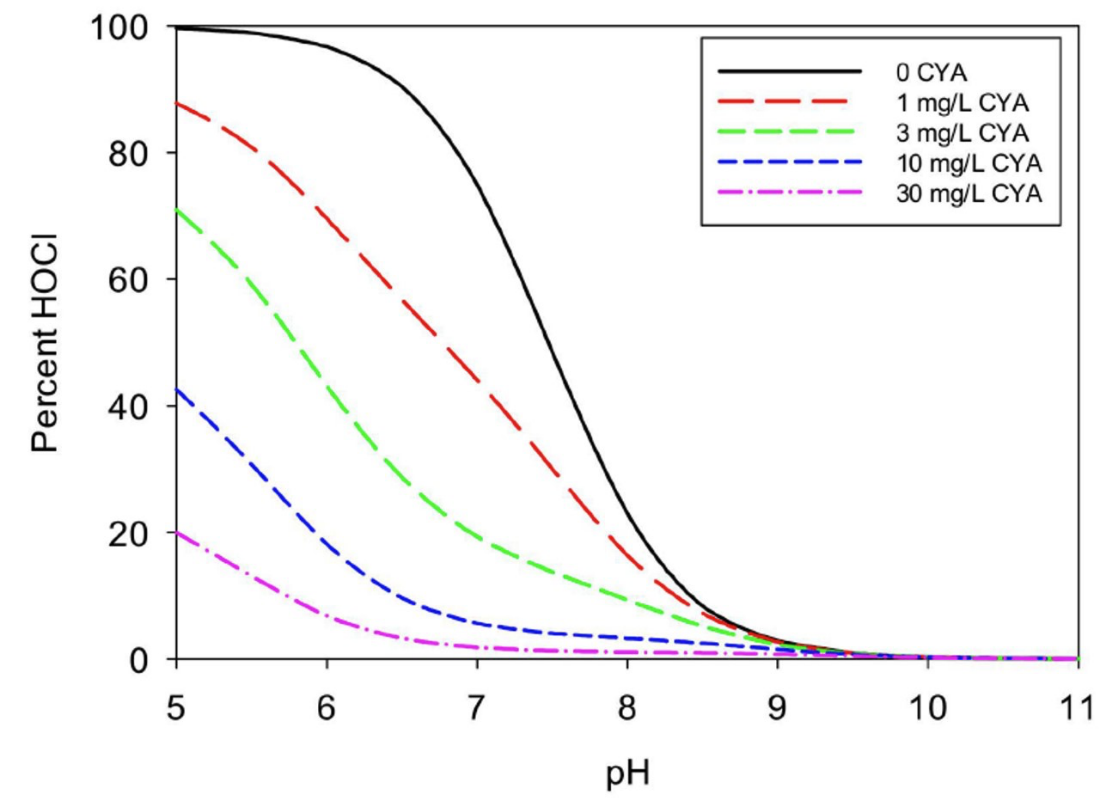 100
80
60
40
20
0
Percent HOCl
0 CYA
1 mg/L CYA
3 mg/L CYA
10 mg/L CYA
30 mg/L CYA
5 6 7 8 9 10 11
pH